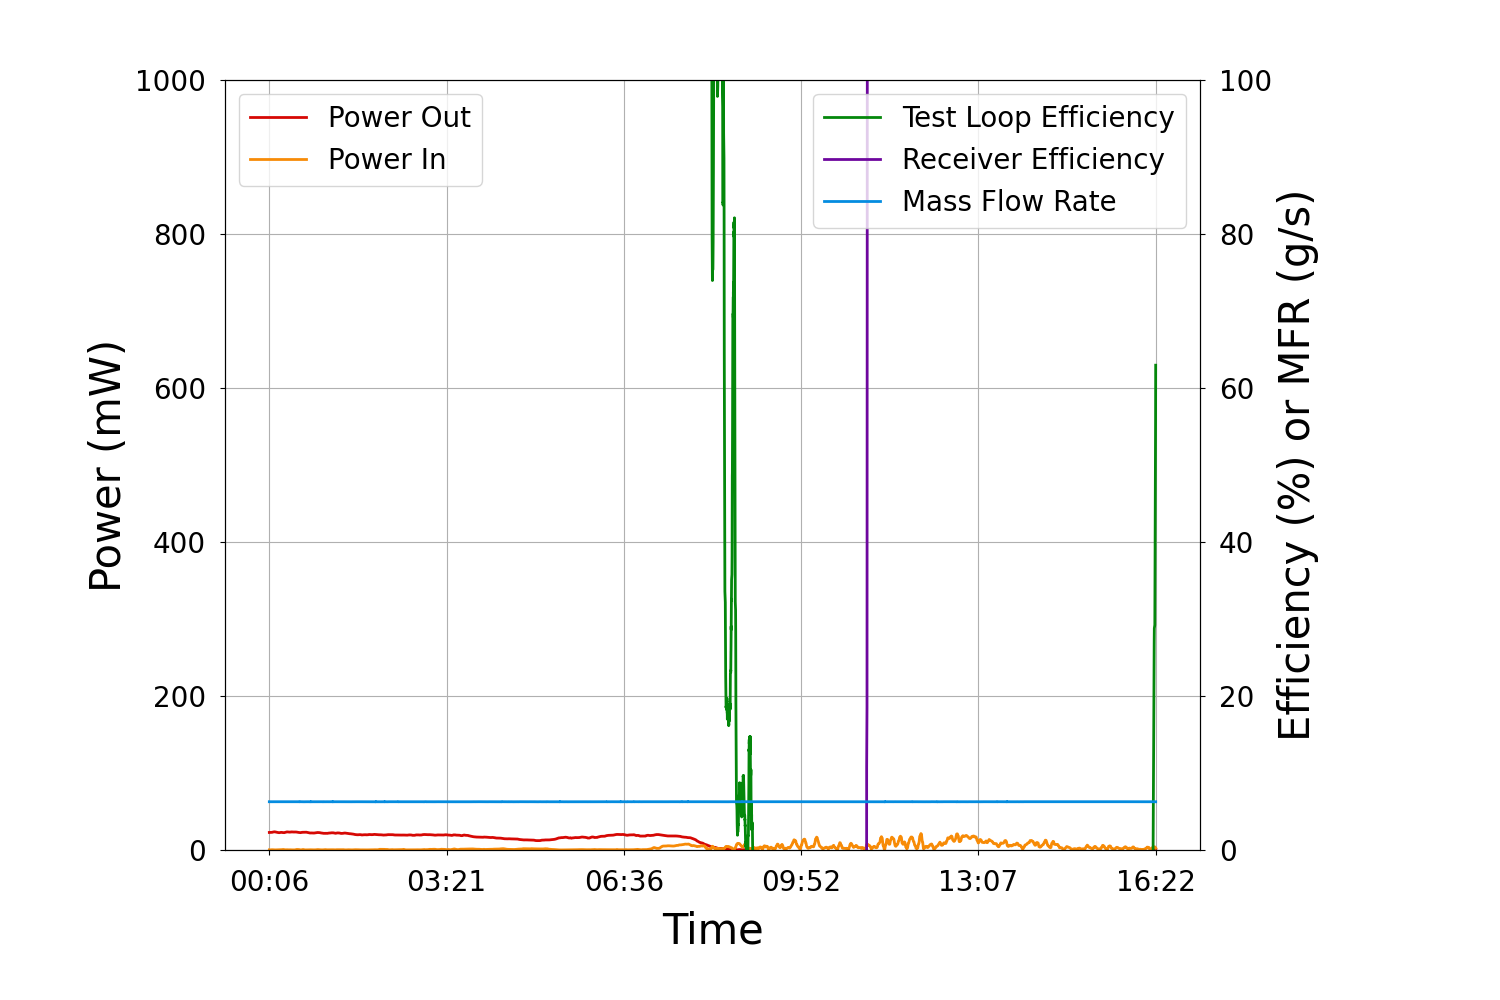 Power Out
Power In
Test Loop Efficiency
Receiver Efficiency
Mass Flow Rate
1000
800
600
400
200
0
100
80
60
40
20
0
Power (mW)
Efficiency (%) or MFR (g/s)
00:06 03:21 06:36 09:52 13:07 16:22
Time